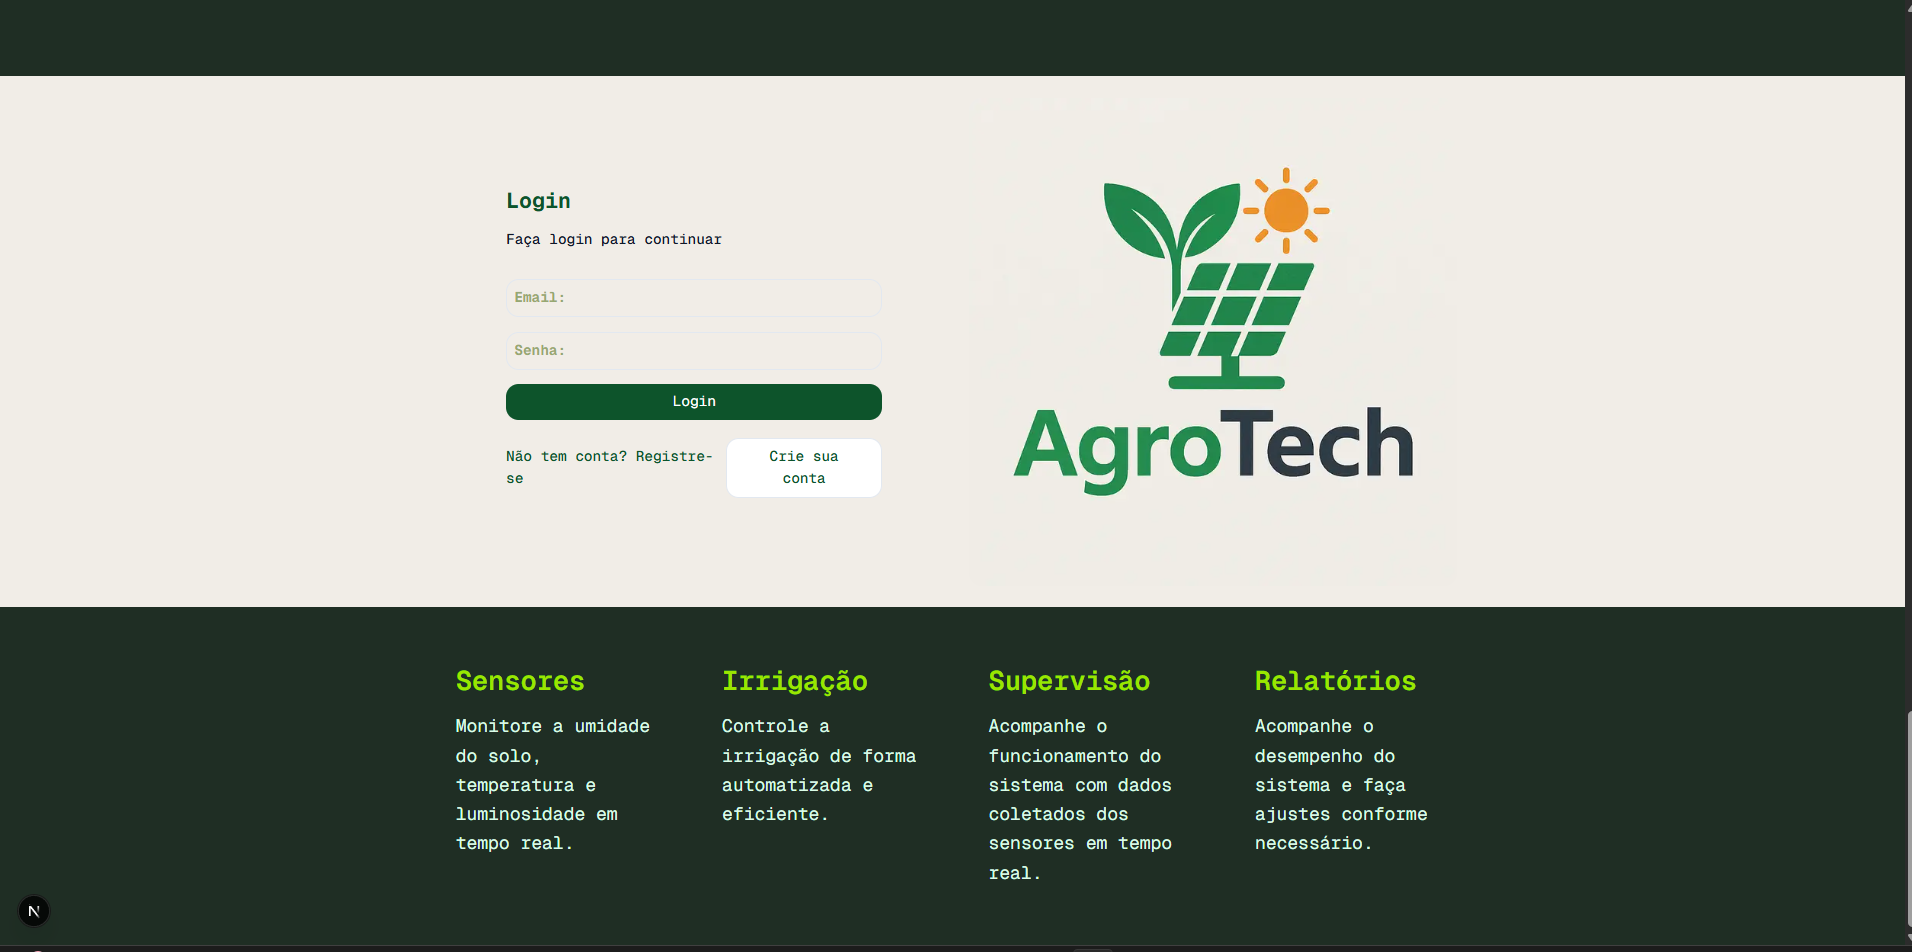 Login
Faça login para continuar
Email:
Senha:
Login
Não tem conta? Registre-
se
Crie sua
conta
AgroTech
Sensores
Monitore a umidade
do solo,
temperatura e
luminosidade em
tempo real.
Irrigação
Controle a
irrigação de forma
automatizada e
eficiente.
Supervisão
Acompanhe o
funcionamento do
sistema com dados
coletados dos
sensores em tempo
real.
Relatórios
Acompanhe o
desempenho do
sistema e faça
ajustes conforme
necessário.
N